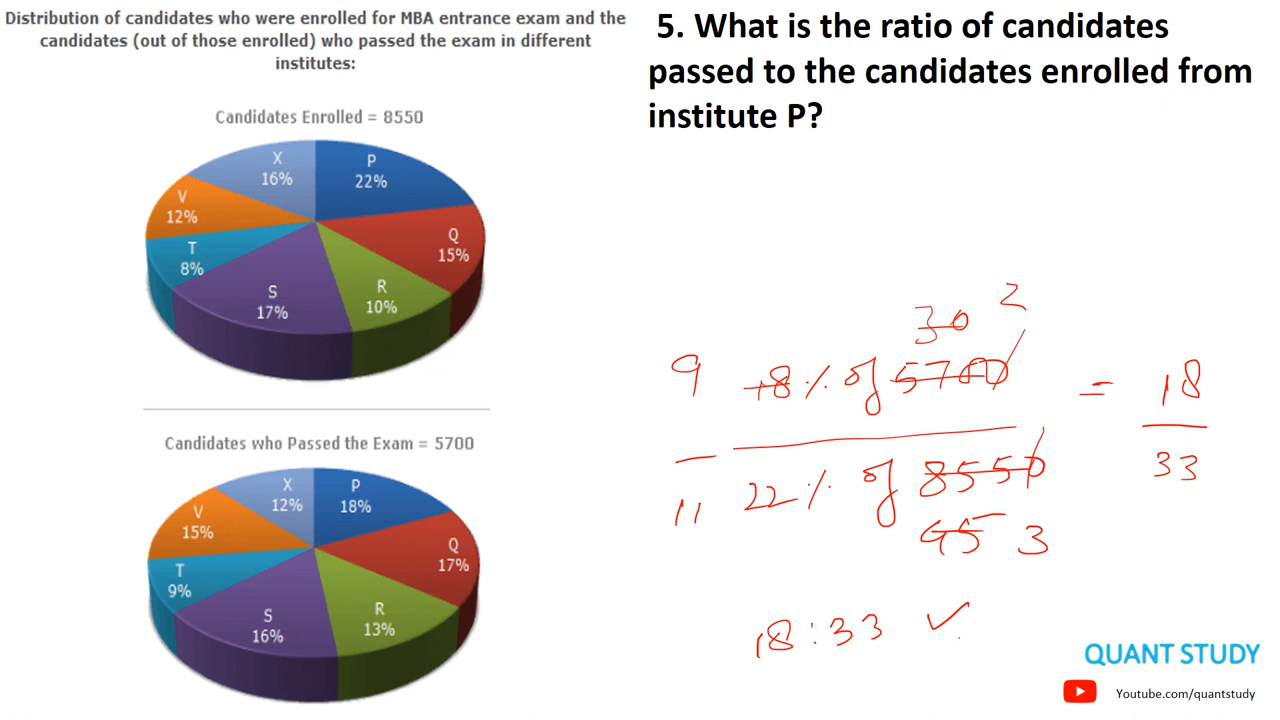 Distribution of candidates who were enrolled for MBA entrance exam and the
candidates (out of those enrolled) who passed the exam in different
institutes:
Candidates Enrolled = 8550
X
16%
P
22%
V
12%
Q
15%
T
8%
R
10%
S
17%
Candidates who Passed the Exam = 5700
X
12%
P
18%
V
15%
Q
17%
T
9%
R
13%
S
16%
5. What is the ratio of candidates
passed to the candidates enrolled from
institute P?
30 2
9 18% of 5700 = 18
11 22% of 8550 33
45 3
18:33 ✓
QUANT STUDY
Youtube.com/quantstudy